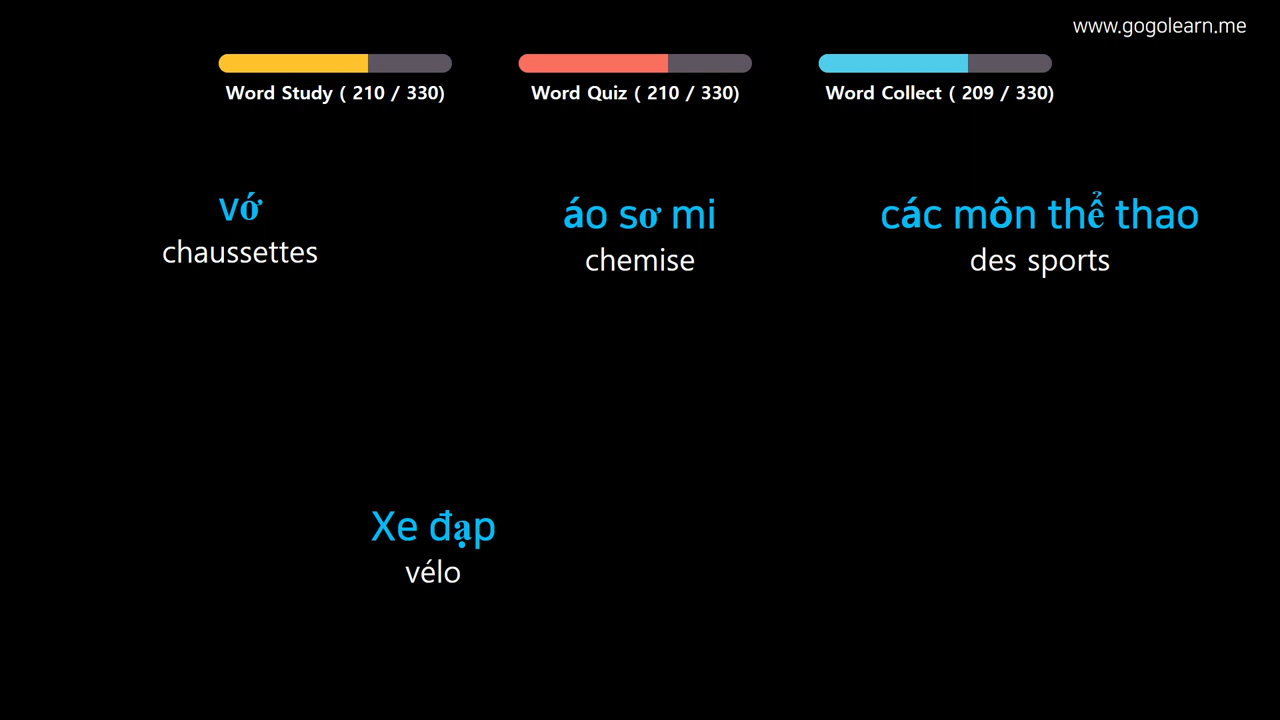 www.gogolearn.me
Word Study ( 210 / 330)
Word Quiz ( 210 / 330)
Word Collect ( 209 / 330)
vớ
chaussettes
áo sơ mi
chemise
các môn thể thao
des sports
Xe đạp
vélo